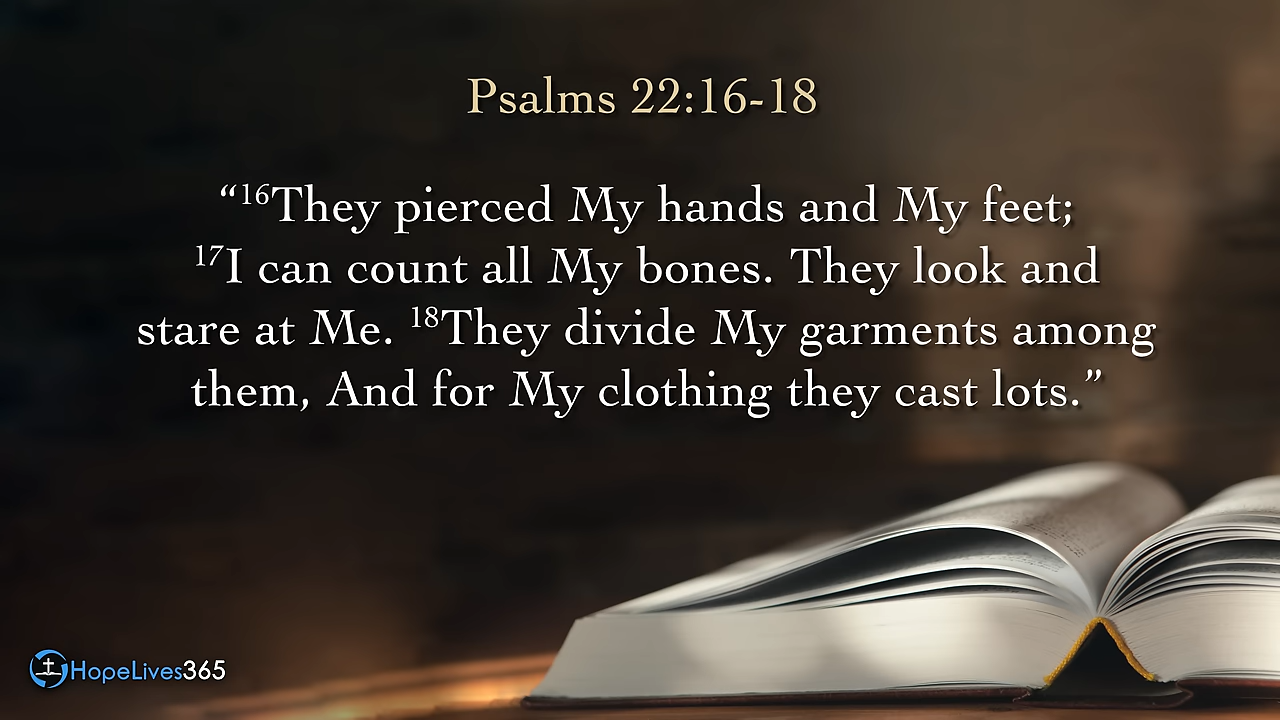 Psalms 22:16-18
“¹⁶They pierced My hands and My feet;
¹⁷I can count all My bones. They look and
stare at Me. ¹⁸They divide My garments among
them, And for My clothing they cast lots.”
HopeLives365